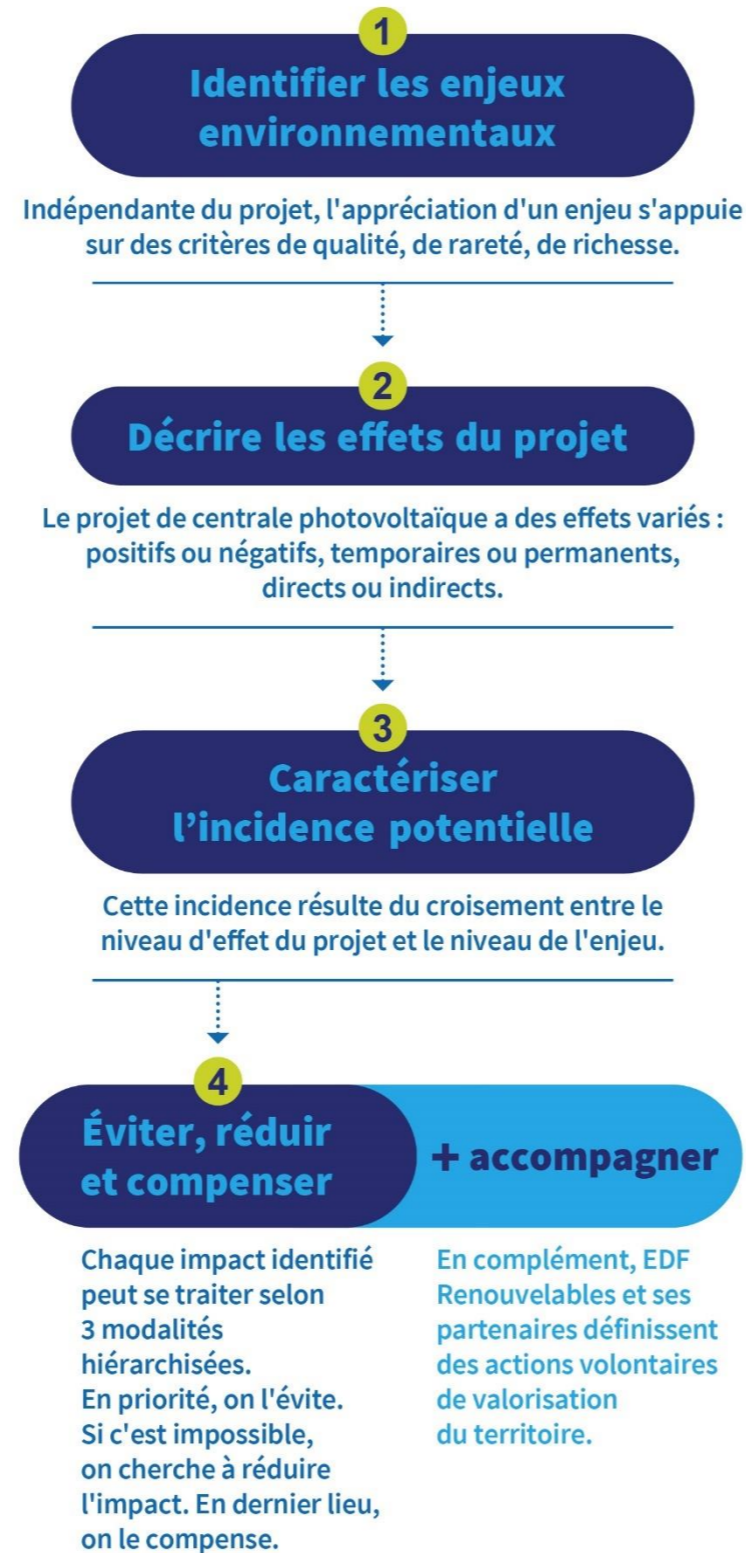 1
Identifier les enjeux
environnementaux
Indépendante du projet, l'appréciation d'un enjeu s'appuie
sur des critères de qualité, de rareté, de richesse.
2
Décrire les effets du projet
Le projet de centrale photovoltaïque a des effets variés :
positifs ou négatifs, temporaires ou permanents,
directs ou indirects.
3
Caractériser
l’incidence potentielle
Cette incidence résulte du croisement entre le
niveau d'effet du projet et le niveau de l'enjeu.
4
Éviter, réduire
et compenser
+ accompagner
Chaque impact identifié
peut se traiter selon
3 modalités
hiérarchisées.
En priorité, on l'évite.
Si c'est impossible,
on cherche à réduire
l'impact. En dernier lieu,
on le compense.
En complément, EDF
Renouvelables et ses
partenaires définissent
des actions volontaires
de valorisation
du territoire.